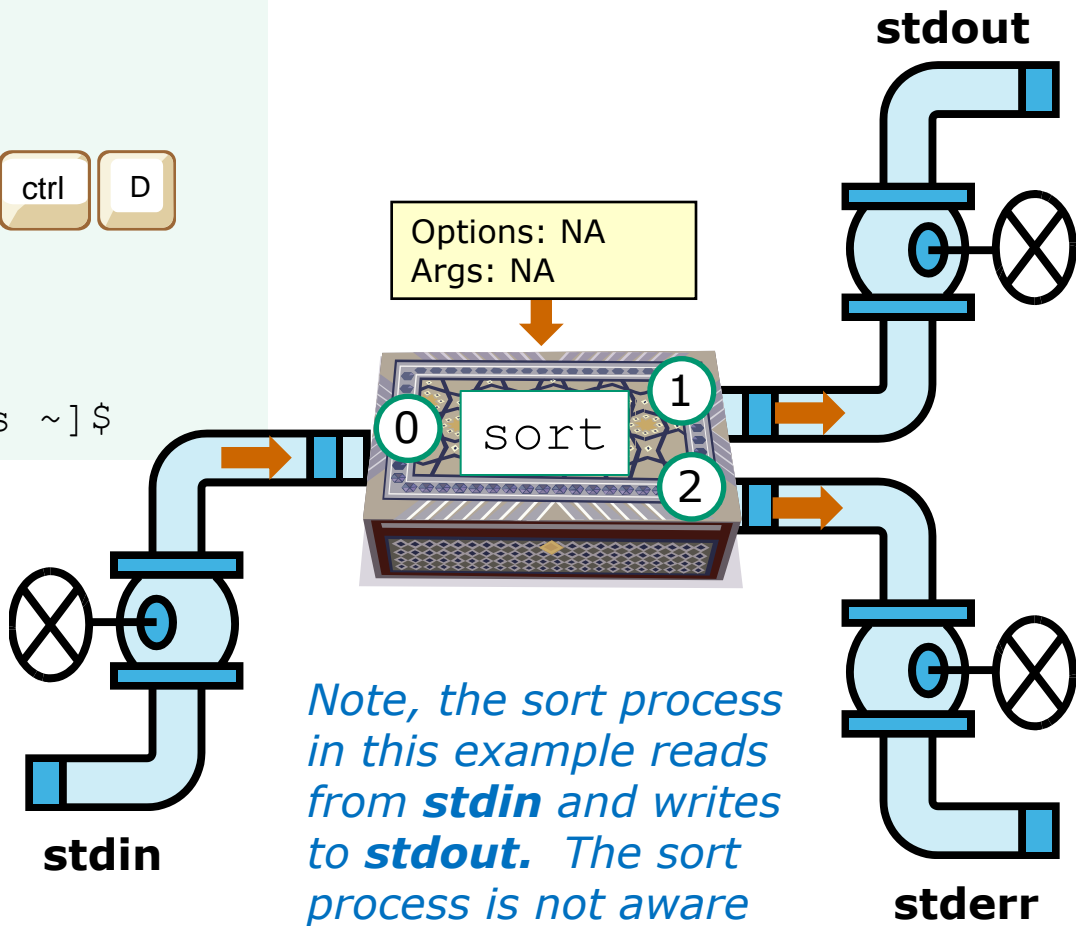 stdout
ctrl D
Options: NA
Args: NA
~]$
0
1
sort
2
stdin
Note, the sort process
in this example reads
from stdin and writes
to stdout. The sort
process is not aware
stderr